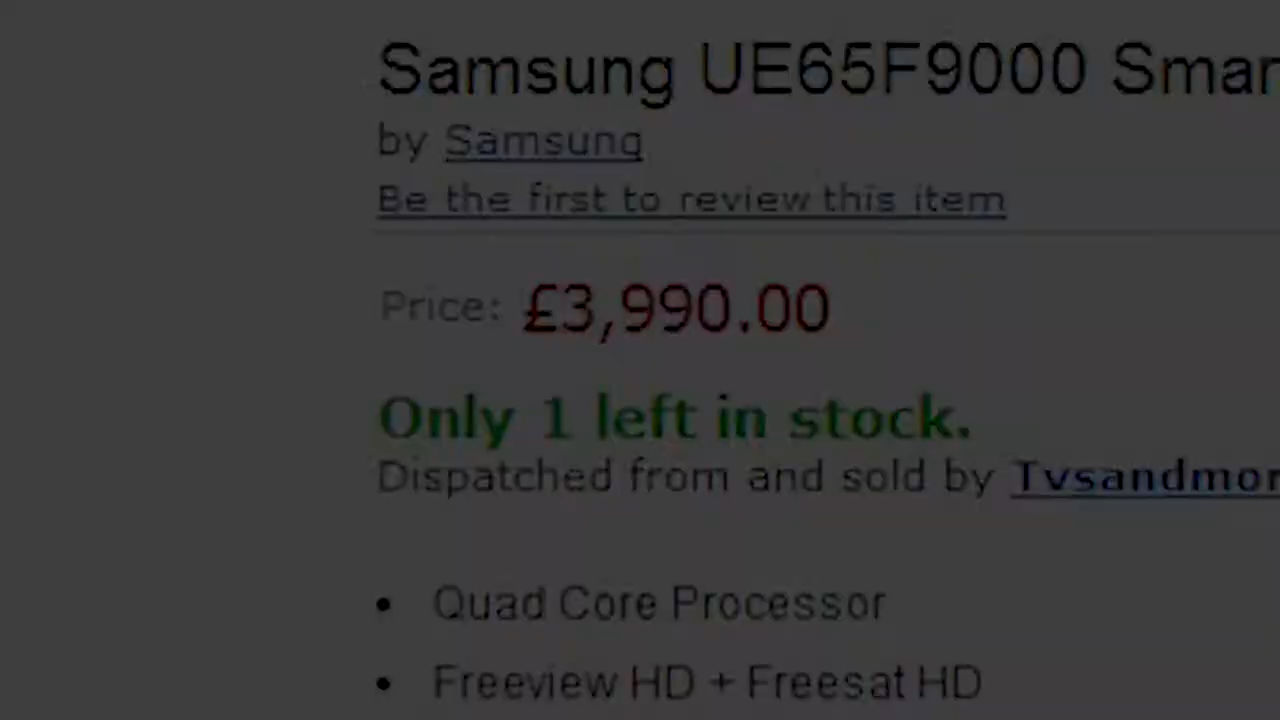 Samsung UE65F9000 Smar
by Samsung
Be the first to review this item
Price: £3,990.00
Only 1 left in stock.
Dispatched from and sold by Tvsandmor
• Quad Core Processor
• Freeview HD + Freesat HD